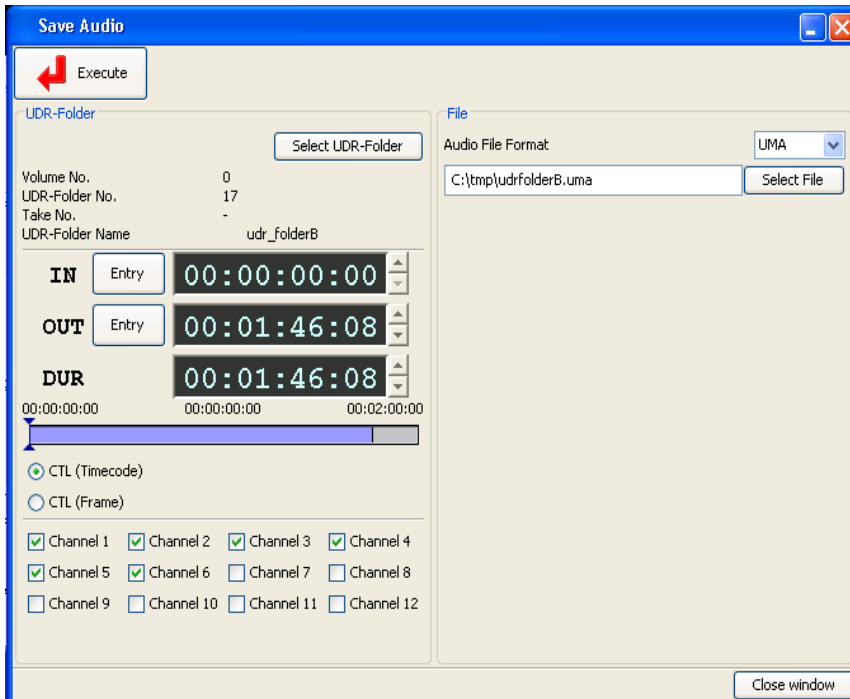 Save Audio
Execute
UDR-Folder
Select UDR-Folder
Volume No. 0
UDR-Folder No. 17
Take No. -
UDR-Folder Name udr_folderB
IN Entry 00:00:00:00
OUT Entry 00:01:46:08
DUR 00:01:46:08
00:00:00:00 00:00:00:00 00:02:00:00
CTL (Timecode)
CTL (Frame)
Channel 1 Channel 2 Channel 3 Channel 4
Channel 5 Channel 6 Channel 7 Channel 8
Channel 9 Channel 10 Channel 11 Channel 12
File
Audio File Format UMA
C:\tmp\udrfolderB.uma Select File
Close window